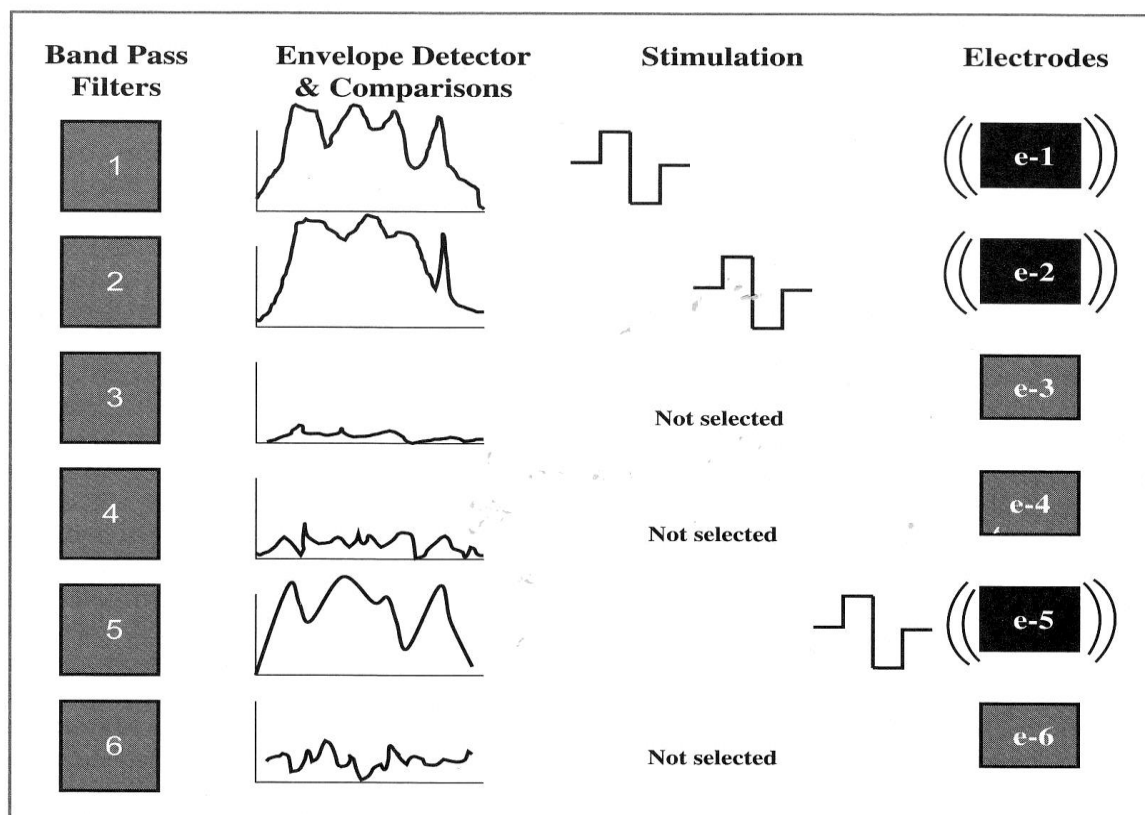 Band Pass
Filters
Envelope Detector
& Comparisons
Stimulation
Electrodes
1
e-1
2
e-2
3
Not selected
e-3
4
Not selected
e-4
5
e-5
6
Not selected
e-6